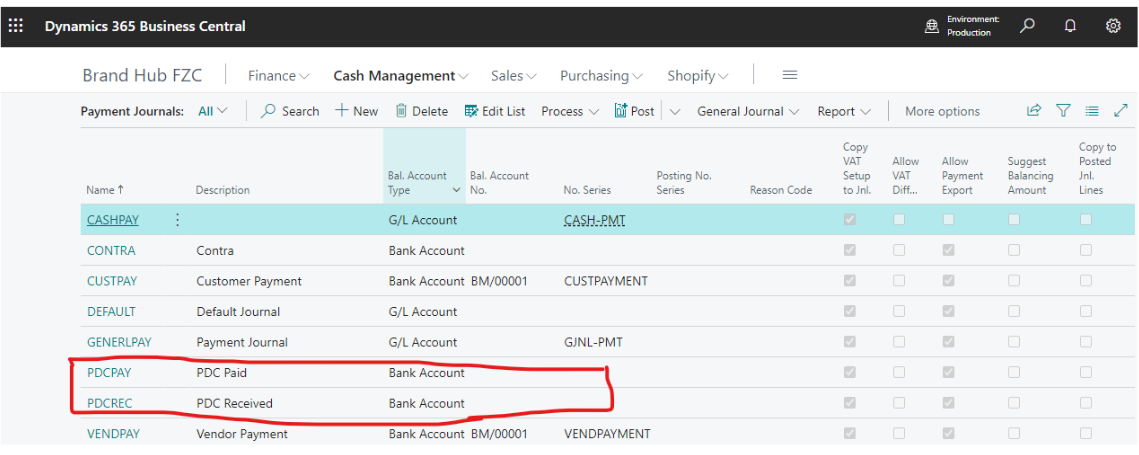 Dynamics 365 Business Central
Environment:
Production
Brand Hub FZC
Finance
Cash Management
Sales
Purchasing
Shopify
Payment Journals: All Search + New Delete Edit List Process Post General Journal Report More options
Name ↑ Description Bal. Account Type Bal. Account No. No. Series Posting No. Series Reason Code Copy VAT Setup to Jnl. Allow VAT Diff... Allow Payment Export Suggest Balancing Amount Copy to Posted Jnl. Lines
CASHPAY G/L Account CASH-PMT
CONTRA Contra Bank Account
CUSTPAY Customer Payment Bank Account BM/00001 CUSTPAYMENT
DEFAULT Default Journal G/L Account
GENERLPAY Payment Journal G/L Account GJNL-PMT
PDCPAY PDC Paid Bank Account
PDCREC PDC Received Bank Account
VENDPAY Vendor Payment Bank Account BM/00001 VENDPAYMENT